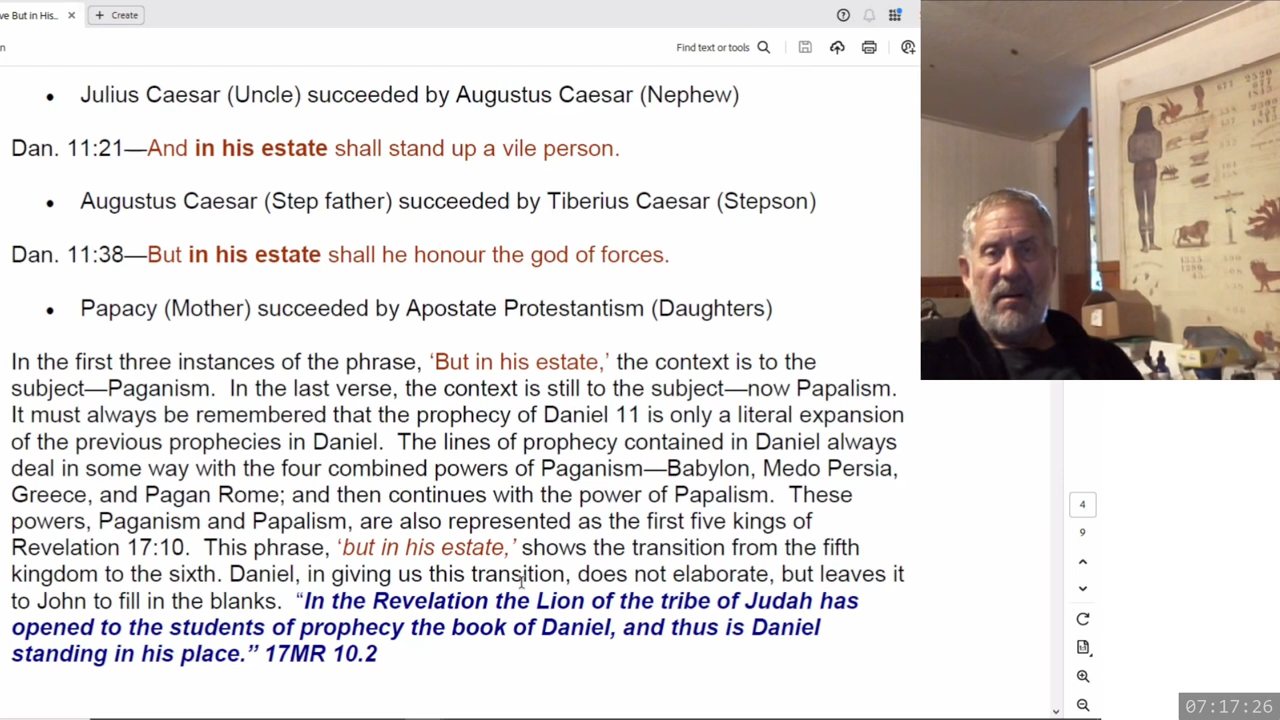 ve But in His..
Create
n
Find text or tools
• Julius Caesar (Uncle) succeeded by Augustus Caesar (Nephew)
Dan. 11:21—And in his estate shall stand up a vile person.
• Augustus Caesar (Step father) succeeded by Tiberius Caesar (Stepson)
Dan. 11:38—But in his estate shall he honour the god of forces.
• Papacy (Mother) succeeded by Apostate Protestantism (Daughters)
In the first three instances of the phrase, ‘But in his estate,’ the context is to the
subject—Paganism. In the last verse, the context is still to the subject—now Papalism.
It must always be remembered that the prophecy of Daniel 11 is only a literal expansion
of the previous prophecies in Daniel. The lines of prophecy contained in Daniel always
deal in some way with the four combined powers of Paganism—Babylon, Medo Persia,
Greece, and Pagan Rome; and then continues with the power of Papalism. These
powers, Paganism and Papalism, are also represented as the first five kings of
Revelation 17:10. This phrase, ‘but in his estate,’ shows the transition from the fifth
kingdom to the sixth. Daniel, in giving us this transition, does not elaborate, but leaves it
to John to fill in the blanks. “In the Revelation the Lion of the tribe of Judah has
opened to the students of prophecy the book of Daniel, and thus is Daniel
standing in his place.” 17MR 10.2
4
9
07:17:26